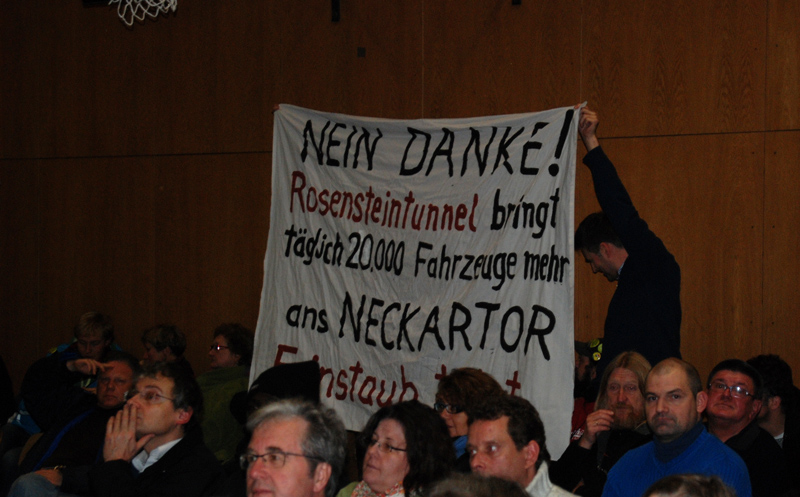 NEIN DANKE!
Rosensteintunnel bringt
täglich 20.000 Fahrzeuge mehr
ans NECKARTOR
Feinstaub